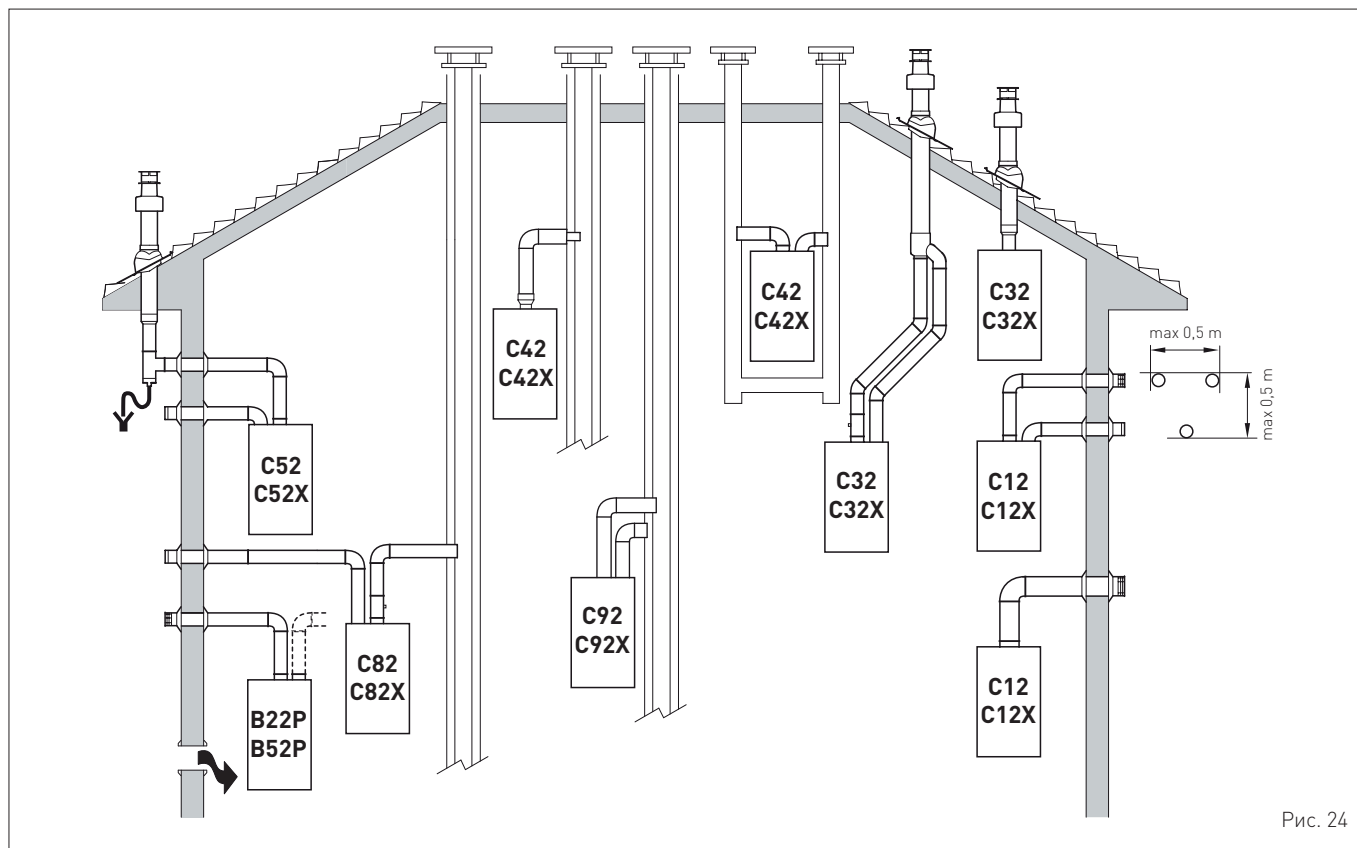 C42
C42X
C42
C42X
C32
C32X
max 0,5 m
max 0,5 m
C52
C52X
C32
C32X
C12
C12X
C92
C92X
C82
C82X
B22P
B52P
C12
C12X
Рис. 24